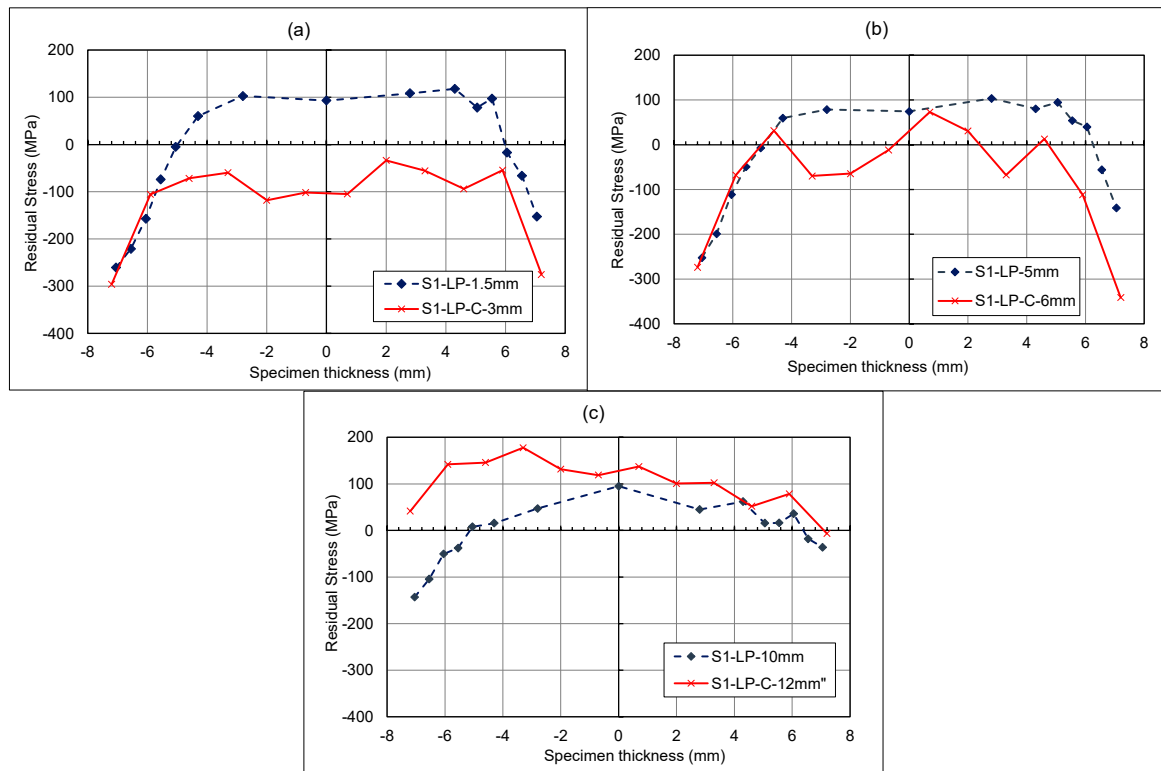 (a)
200
100
0
-100
-200
-300
-400
Residual Stress (MPa)
S1-LP-1.5mm
S1-LP-C-3mm
-8 -6 -4 -2 0 2 4 6 8
Specimen thickness (mm)
(b)
200
100
0
-100
-200
-300
-400
Residual Stress (MPa)
S1-LP-5mm
S1-LP-C-6mm
-8 -6 -4 -2 0 2 4 6 8
Specimen thickness (mm)
(c)
200
100
0
-100
-200
-300
-400
Residual Stress (MPa)
S1-LP-10mm
S1-LP-C-12mm"
-8 -6 -4 -2 0 2 4 6 8
Specimen thickness (mm)